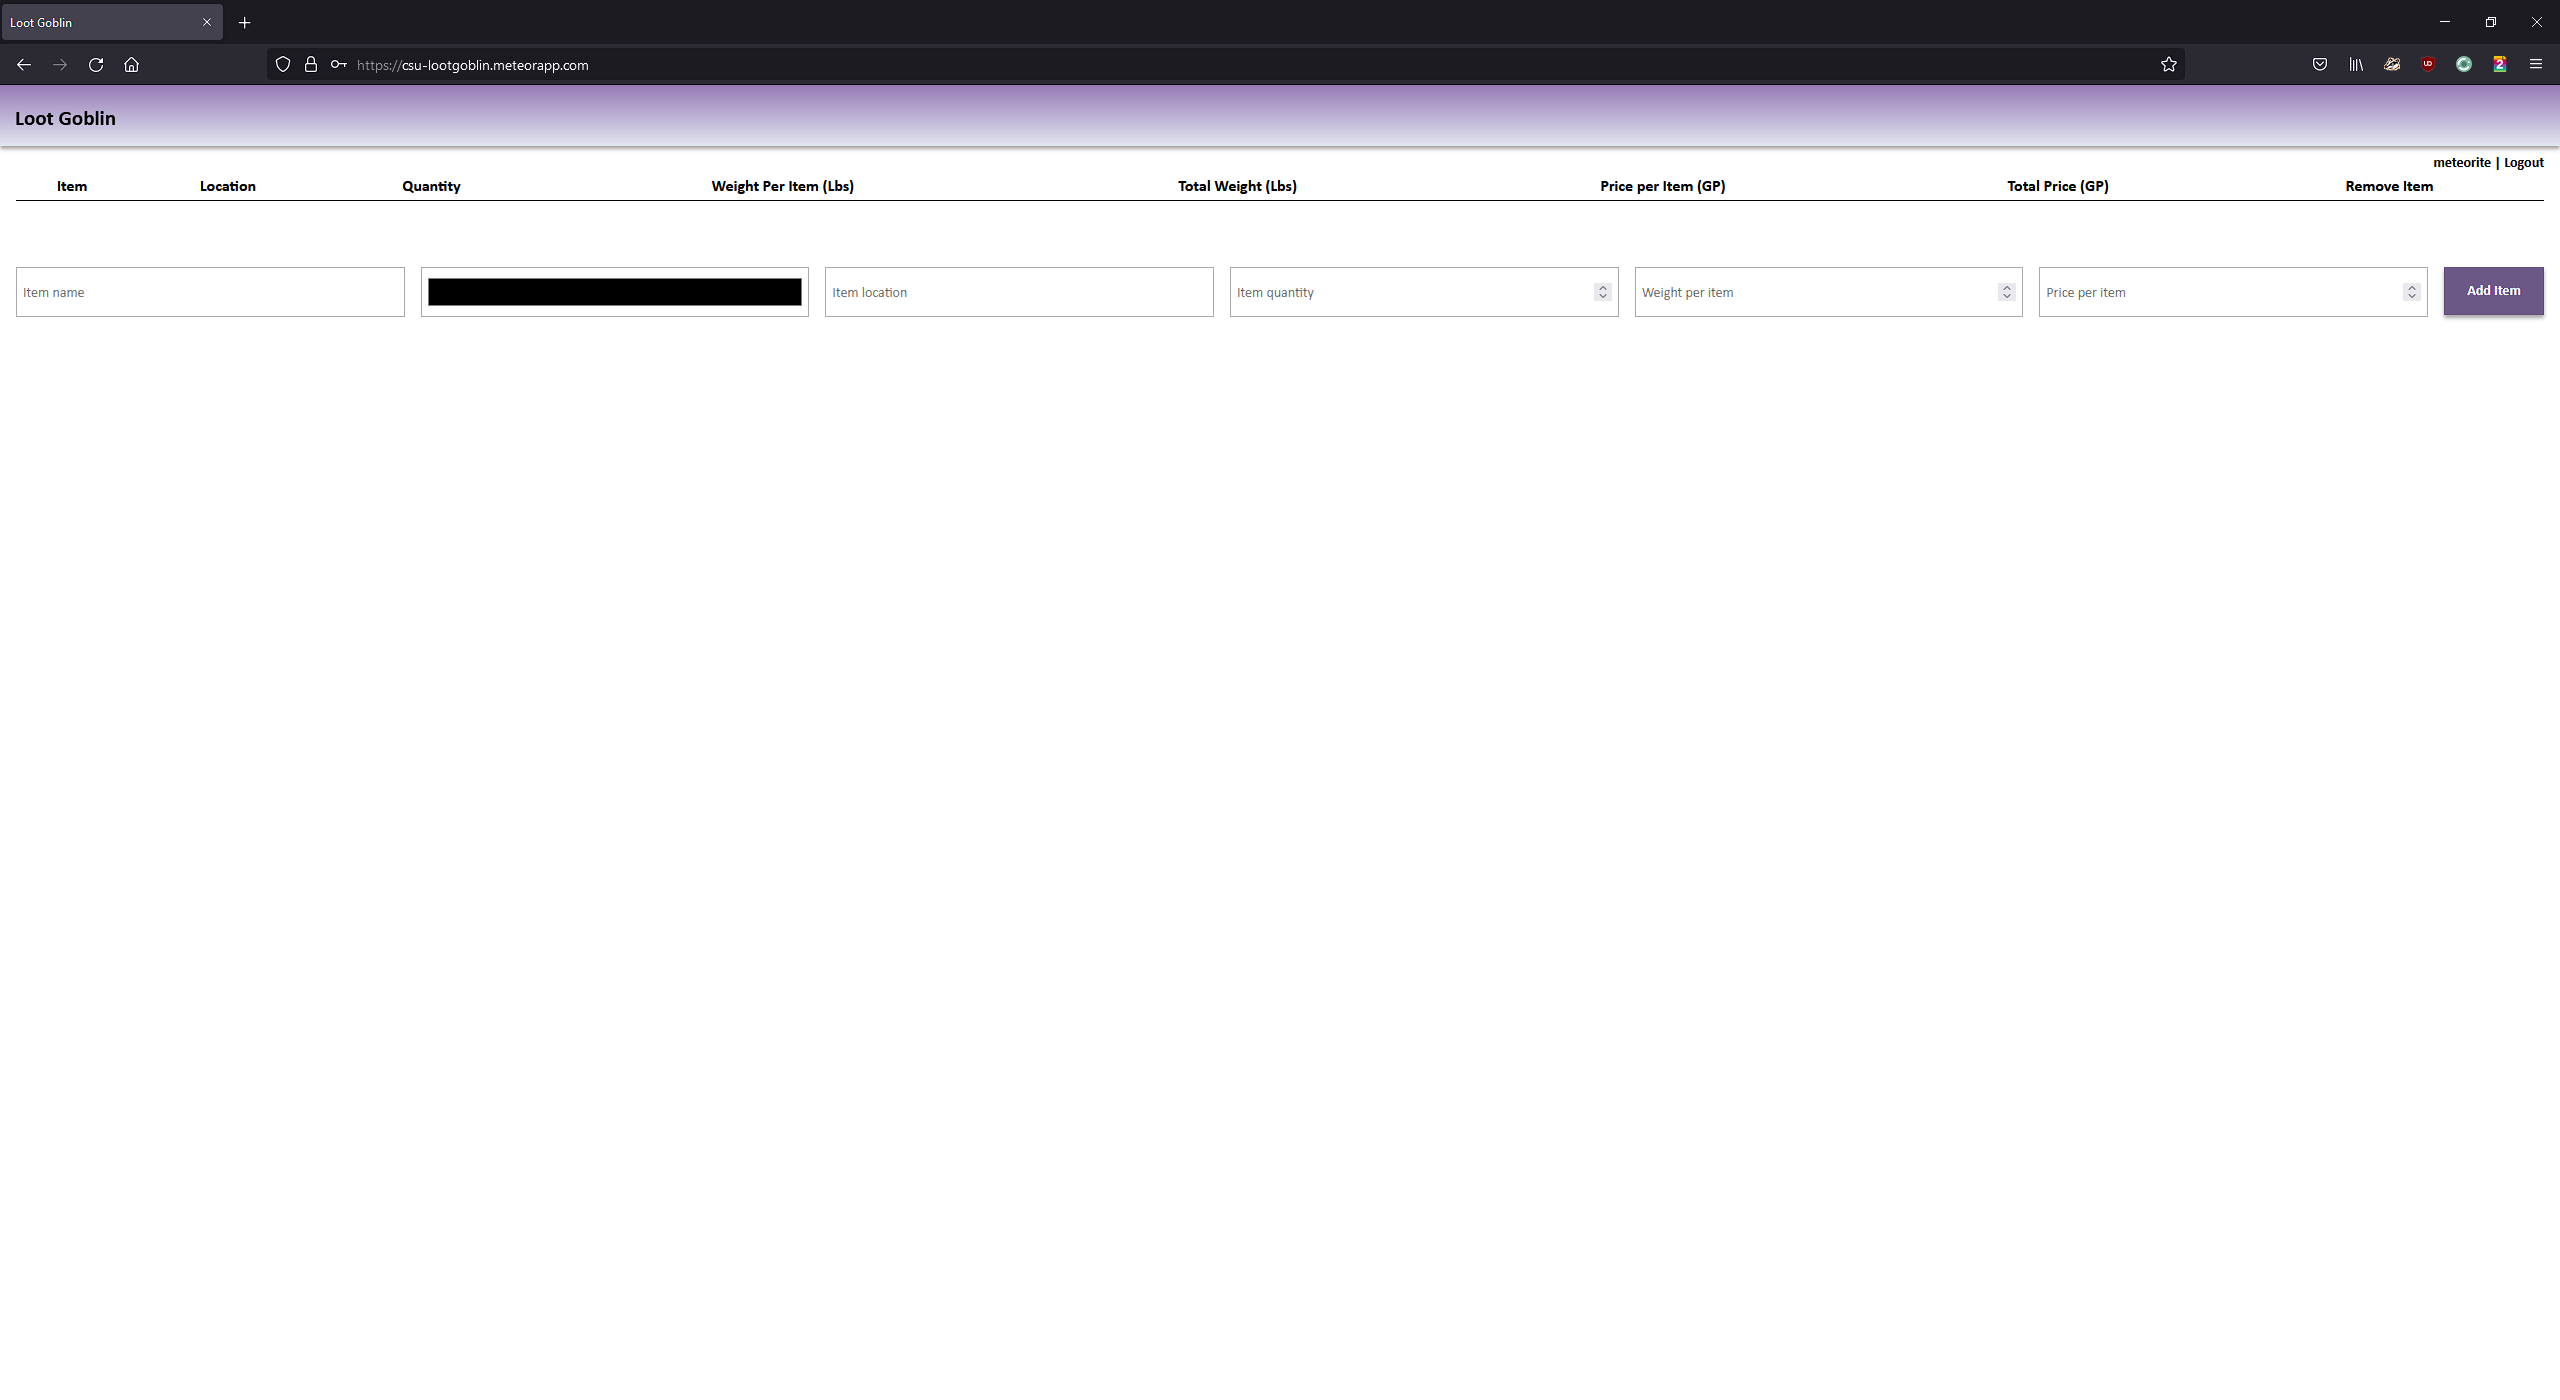 Loot Goblin
https://csu-lootgoblin.meteorapp.com
Loot Goblin
meteorite | Logout
Item Location Quantity Weight Per Item (Lbs) Total Weight (Lbs) Price per Item (GP) Total Price (GP) Remove Item
Item name Item location Item quantity Weight per item Price per item Add Item